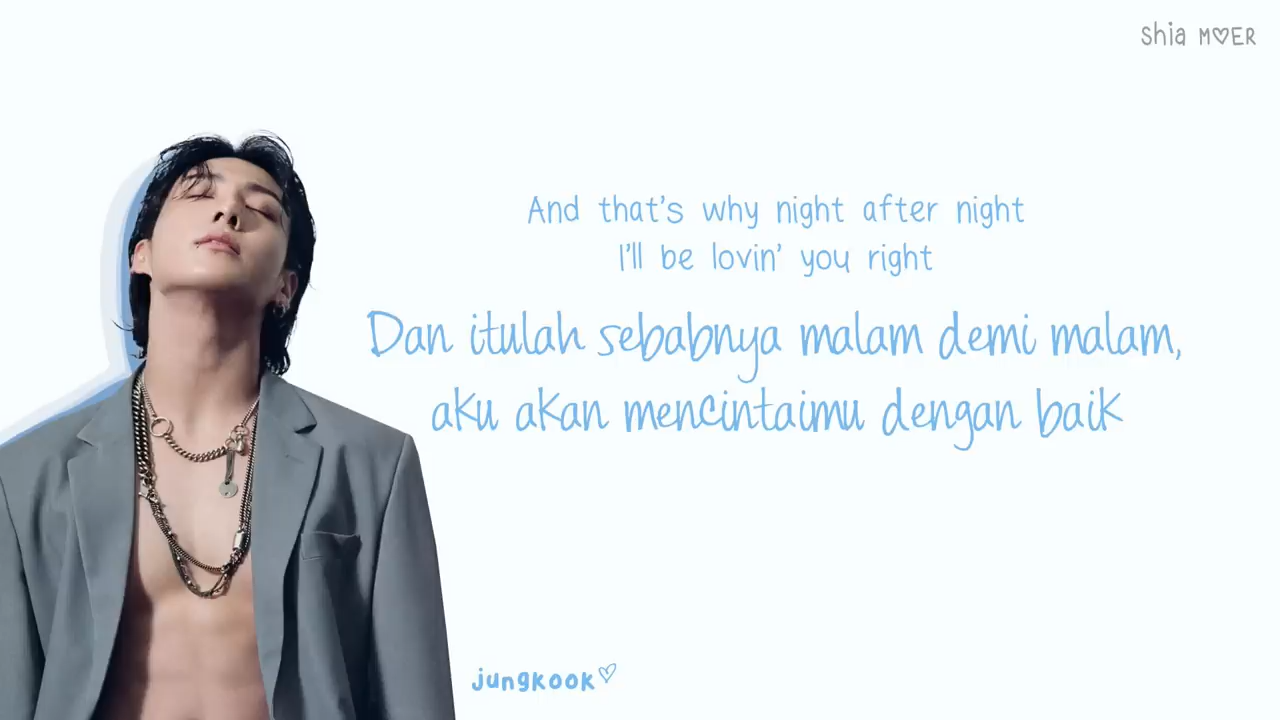 Shia M♡ER
And that's why night after night
I'll be lovin' you right
Dan itulah sebabnya malam demi malam,
aku akan mencintaimu dengan baik
jungkook♡